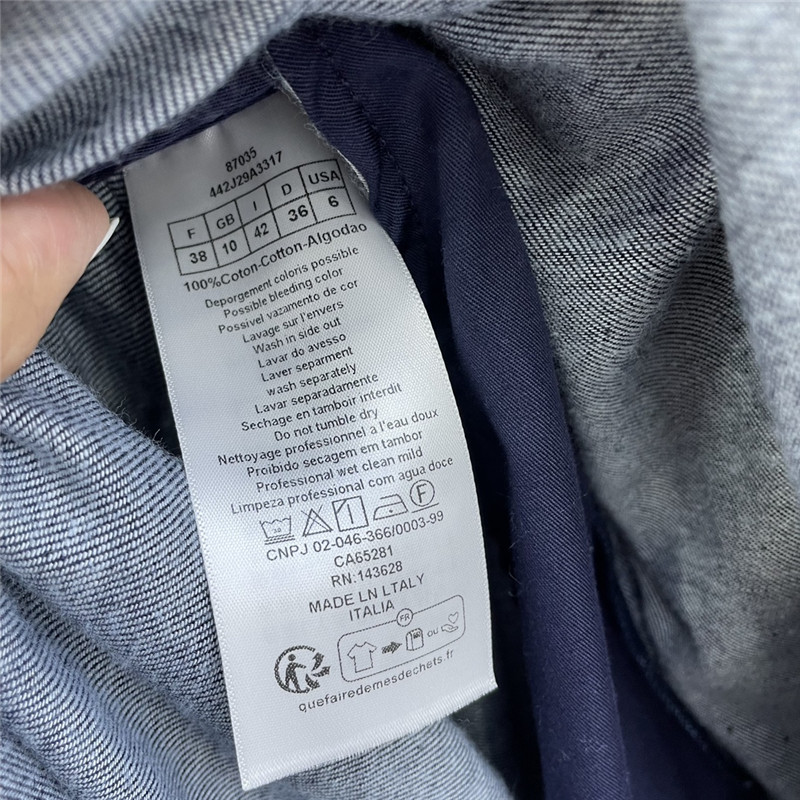 87035
442J29A3317
F GB I D USA
38 10 42 36 6
100%Coton-Cotton-Algodao
Deporgement coloris possible
Possible bleeding color
Possivel vazamento de cor
Lavage sur l'envers
Wash in side out
Lavar do avesso
Laver separment
wash separately
Lavar separadamente
Sechage en tamboir interdit
Do not tumble dry
Nettoyage professionnel a l'eau doux
Proibido secagem em tambor
Professional wet clean mild
Limpeza professional com agua doce
F
CNPJ 02-046-366/0003-99
CA65281
RN:143628
MADE LN LTALY
ITALIA
FR
ou
quefairedemesdechets.fr